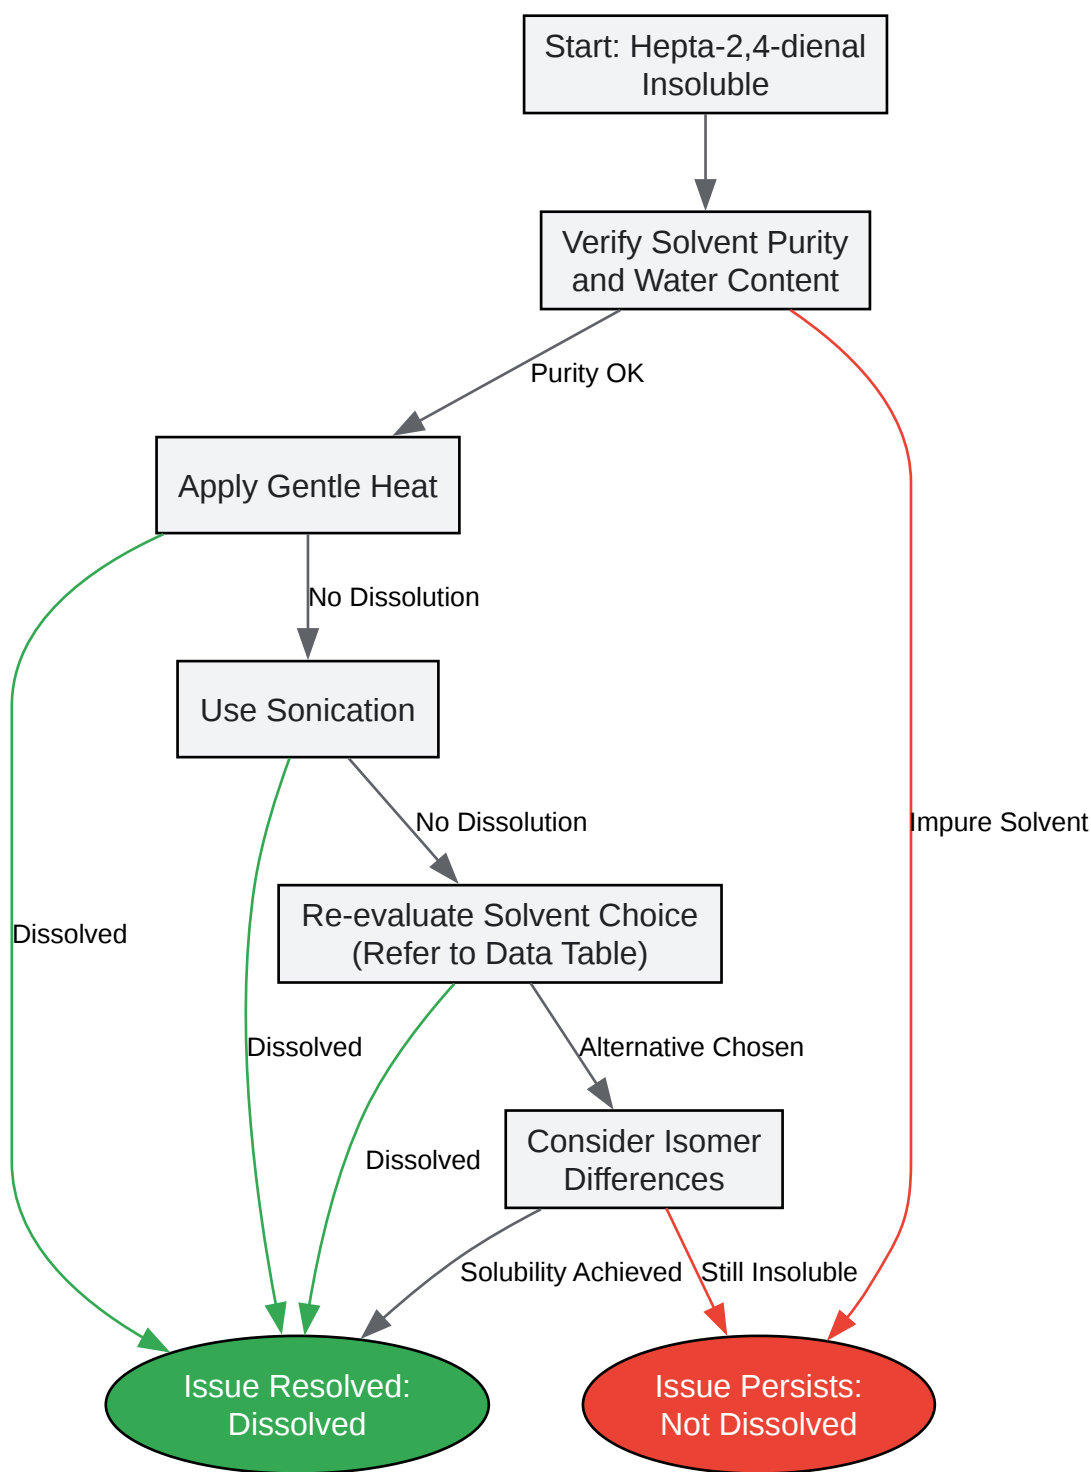 Start: Hepta-2,4-dienal
Insoluble
Verify Solvent Purity
and Water Content
Purity OK
Apply Gentle Heat
No Dissolution
Use Sonication
No Dissolution
Impure Solvent
Re-evaluate Solvent Choice
(Refer to Data Table)
Dissolved
Dissolved
Alternative Chosen
Consider Isomer
Differences
Dissolved
Solubility Achieved
Still Insoluble
Issue Resolved:
Dissolved
Issue Persists:
Not Dissolved